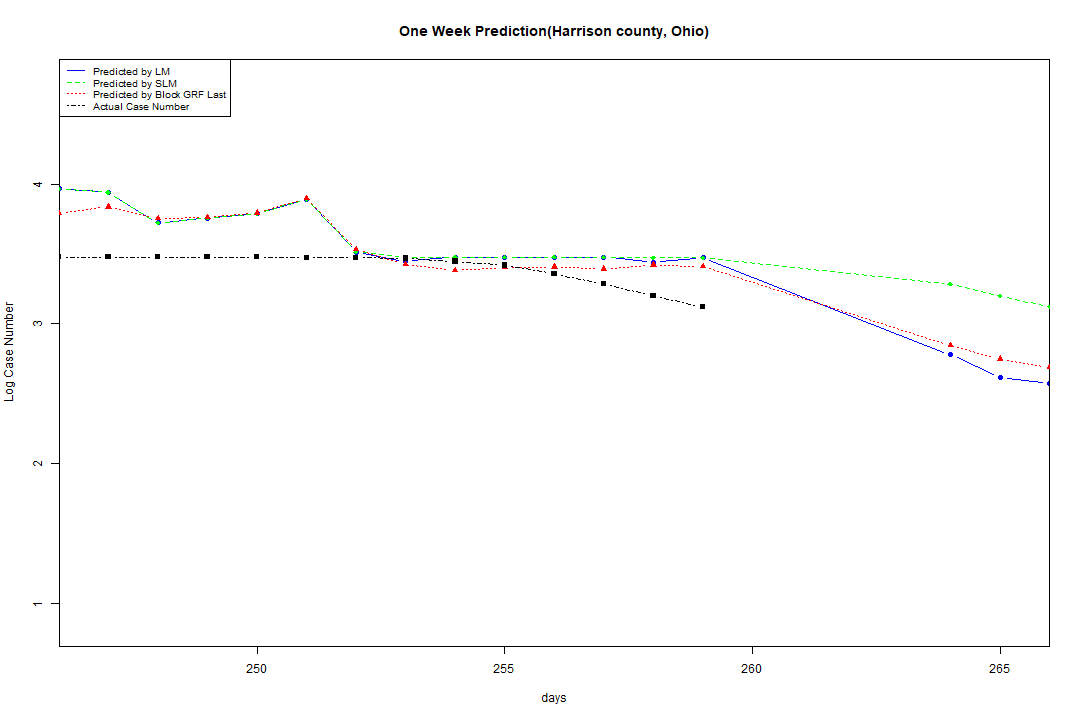 One Week Prediction(Harrison county, Ohio)
Predicted by LM
Predicted by SLM
Predicted by Block GRF Last
Actual Case Number
4
3
2
1
Log Case Number
250 255 260 265
days